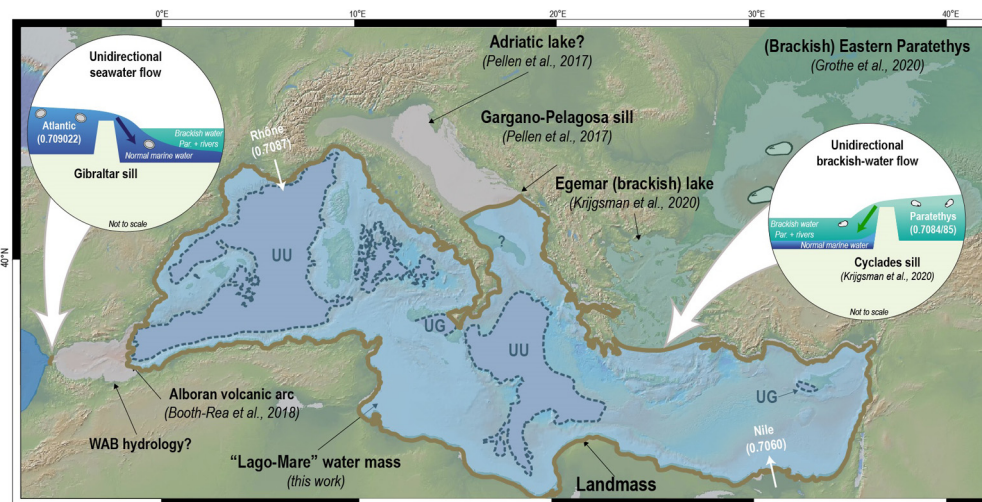 0°E
10°E
20°E
30°E
40°E
40°N
Unidirectional
seawater flow
Atlantic
(0.709022)
Brackish water
Par. + rivers
Normal marine water
Gibraltar sill
Not to scale
Rhône
(0.7087)
Adriatic lake?
(Pellen et al., 2017)
Gargano-Pelagosa sill
(Pellen et al., 2017)
Egemar (brackish) lake
(Krijgsman et al., 2020)
(Brackish) Eastern Paratethys
(Grothe et al., 2020)
Unidirectional
brackish-water flow
Brackish water
Par. + rivers
Normal marine water
Paratethys
(0.7084/85)
Cyclades sill
(Krijgsman et al., 2020)
Not to scale
UU
?
UG
UU
UG
Alboran volcanic arc
(Booth-Rea et al., 2018)
WAB hydrology?
“Lago-Mare” water mass
(this work)
Landmass
Nile
(0.7060)